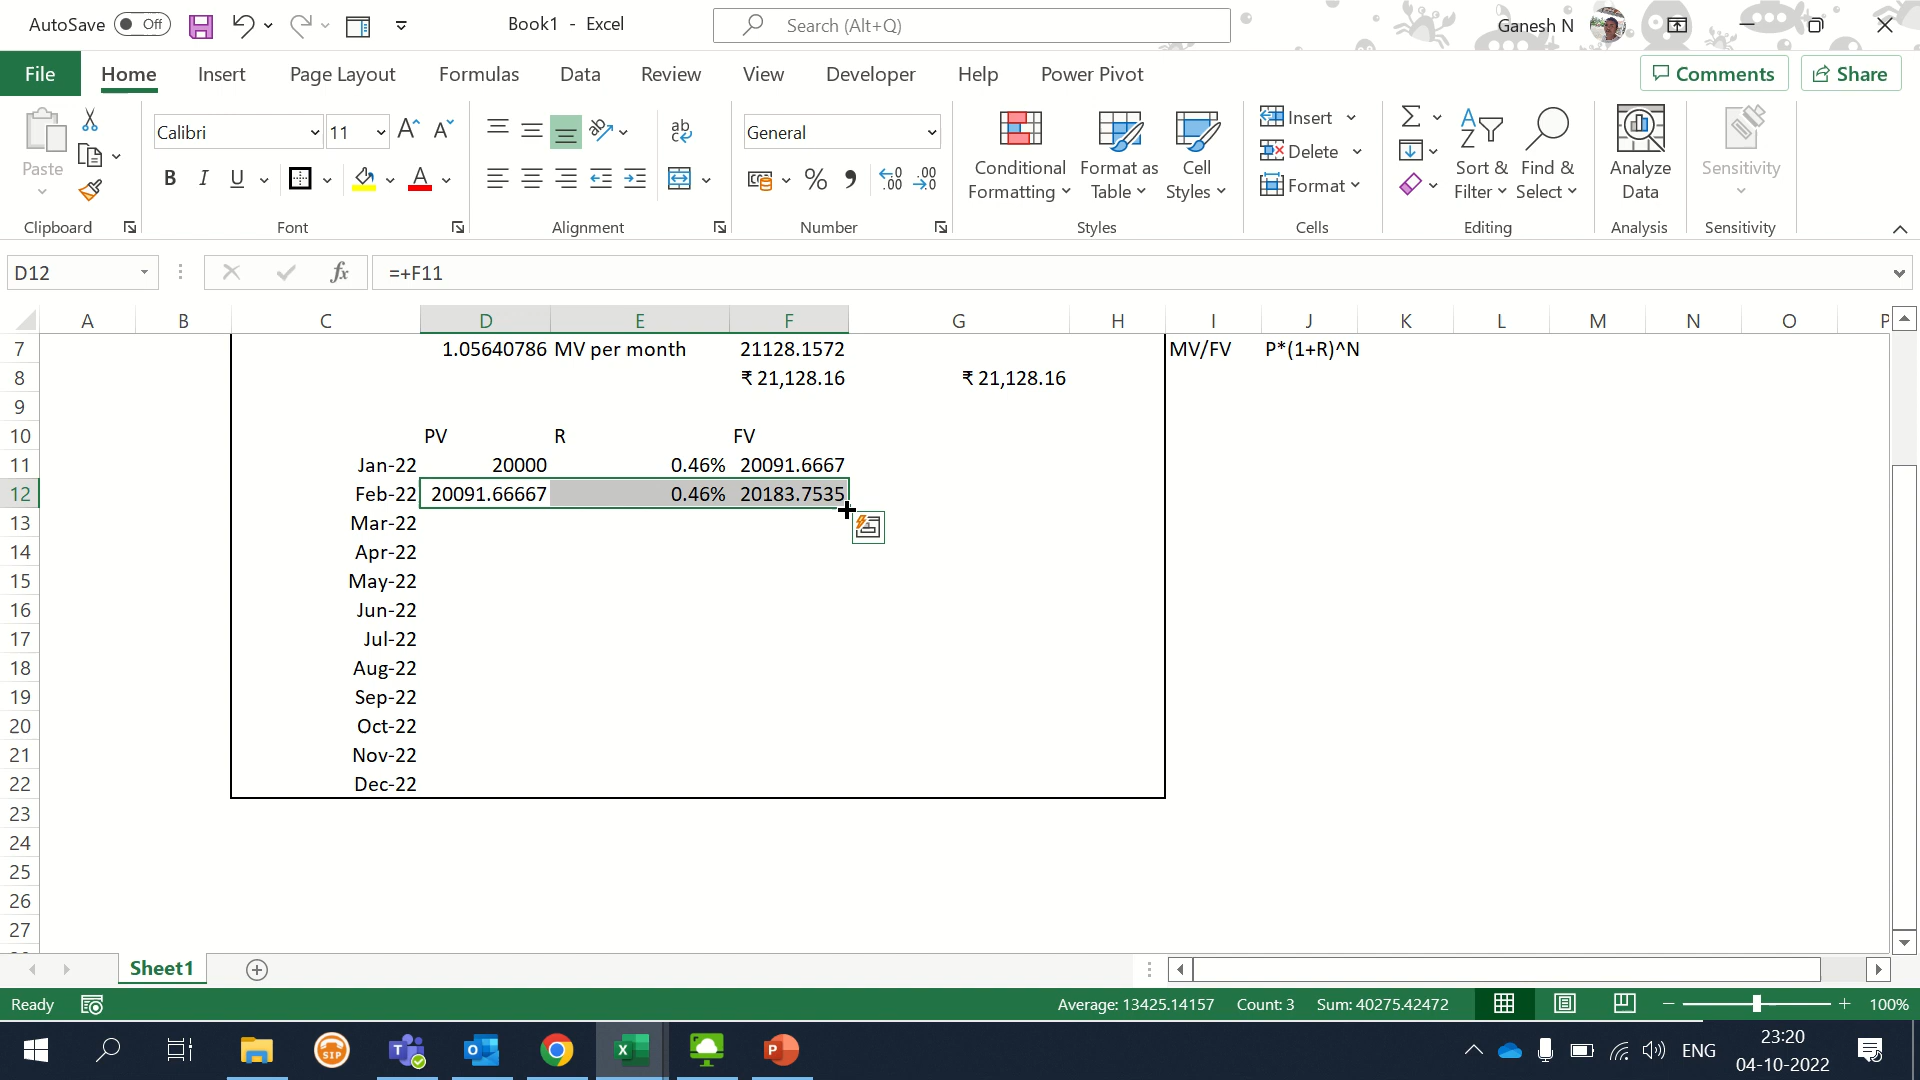 AutoSave Off Book1 - Excel Search (Alt+Q) Ganesh N
File Home Insert Page Layout Formulas Data Review View Developer Help Power Pivot Comments Share
Paste Calibri 11 General Conditional Formatting Format as Table Cell Styles Insert Delete Format Sort & Filter Find & Select Analyze Data Sensitivity
Clipboard Font Alignment Number Styles Cells Editing Analysis Sensitivity
D12 fx =+F11
A B C D E F G H I J K L M N O P
7 1.05640786 MV per month 21128.1572 MV/FV P*(1+R)^N
8 ₹ 21,128.16 ₹ 21,128.16
9
10 PV R FV
11 Jan-22 20000 0.46% 20091.6667
12 Feb-22 20091.66667 0.46% 20183.7535
13 Mar-22
14 Apr-22
15 May-22
16 Jun-22
17 Jul-22
18 Aug-22
19 Sep-22
20 Oct-22
21 Nov-22
22 Dec-22
23
24
25
26
27
Sheet1
Ready Average: 13425.14157 Count: 3 Sum: 40275.42472 100%
SIP ENG 23:20
04-10-2022